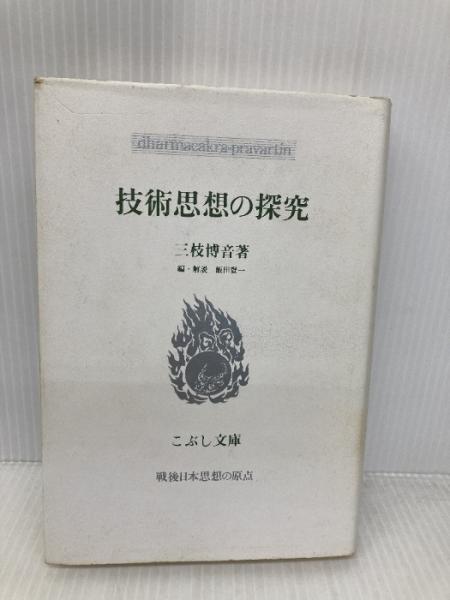 dharmacakra-pravartin
技術思想の探究
三枝博音著
編・解説 飯田賢一
こぶし文庫
戦後日本思想の原点